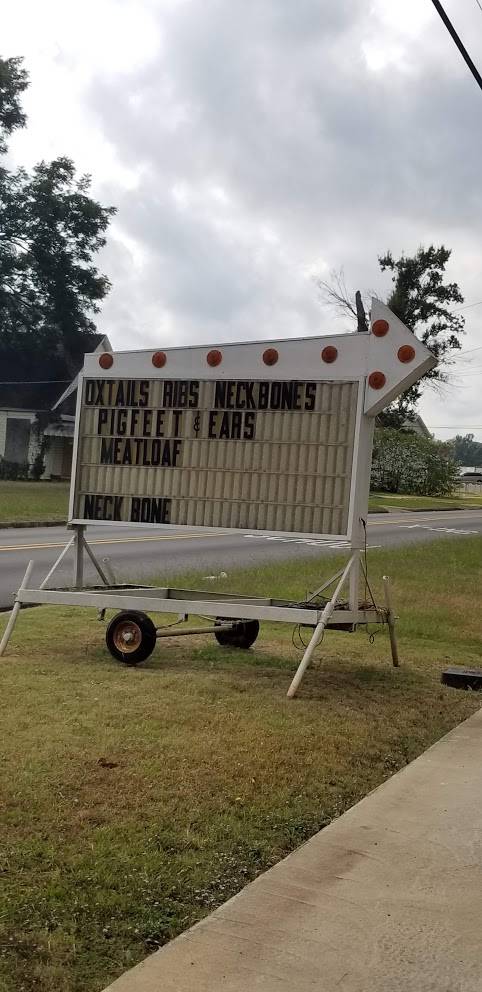 OXTAILS RIBS NECKBONES
PIGFEET & EARS
MEATLOAF
NECK BONE